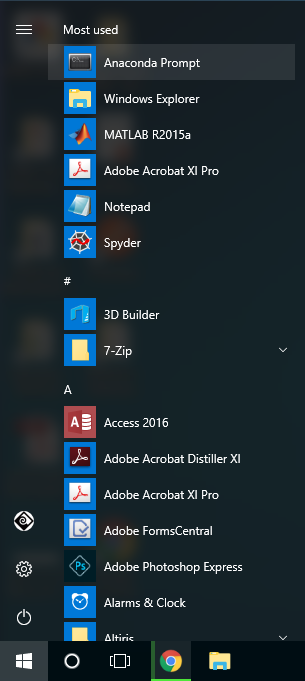 Most used
Anaconda Prompt
Windows Explorer
MATLAB R2015a
Adobe Acrobat XI Pro
Notepad
Spyder
#
3D Builder
7-Zip
A
Access 2016
Adobe Acrobat Distiller XI
Adobe Acrobat XI Pro
Adobe FormsCentral
Adobe Photoshop Express
Alarms & Clock
Altiris